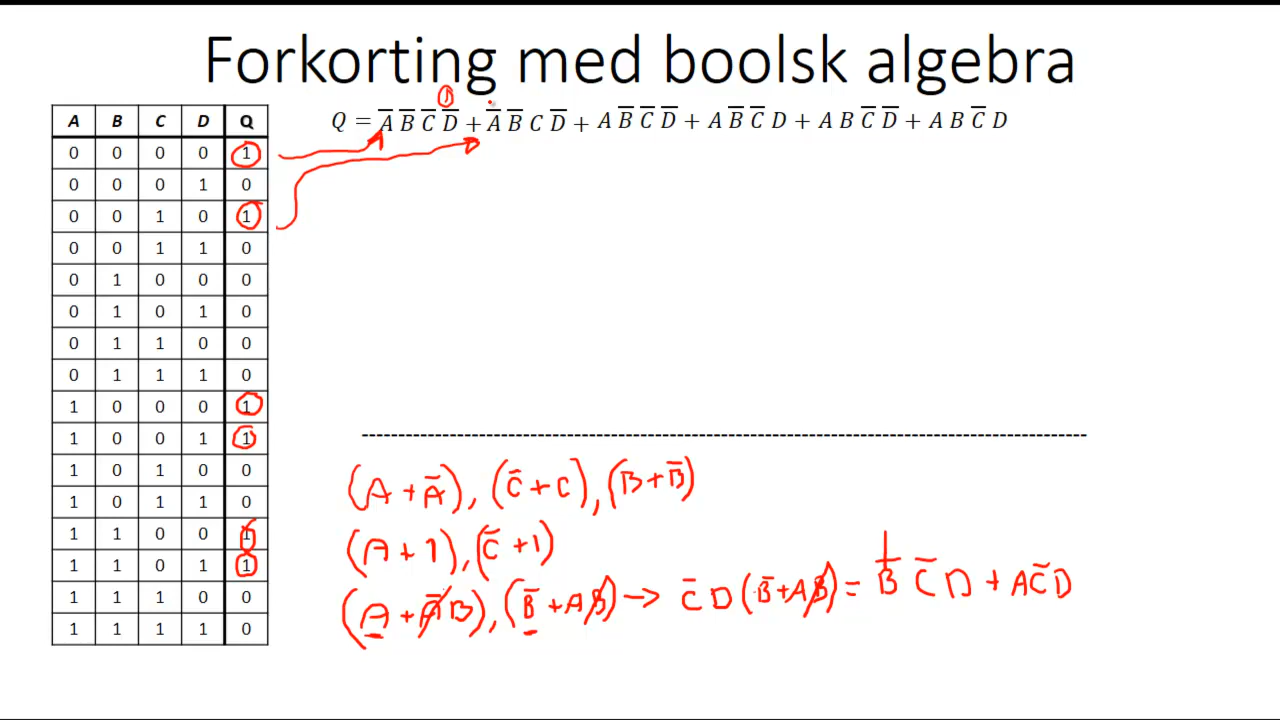 Forkorting med boolsk algebra
A B C D Q
0 0 0 0 1
0 0 0 1 0
0 0 1 0 1
0 0 1 1 0
0 1 0 0 0
0 1 0 1 0
0 1 1 0 0
0 1 1 1 0
1 0 0 0 1
1 0 0 1 1
1 0 1 0 0
1 0 1 1 0
1 1 0 0 1
1 1 0 1 1
1 1 1 0 0
1 1 1 1 0
Q = A̅ B̅ C̅ D̅ + A̅ B̅ C D̅ + A B̅ C̅ D̅ + A B̅ C̅ D + A B C̅ D̅ + A B C̅ D
(A + A̅), (C̅ + C), (B + B̅)
(A + 1), (C̅ + 1)
(A + A̅B), (B̅ + AB) → C̅ D (B̅ + AB) = B̅ C̅ D + A C̅ D